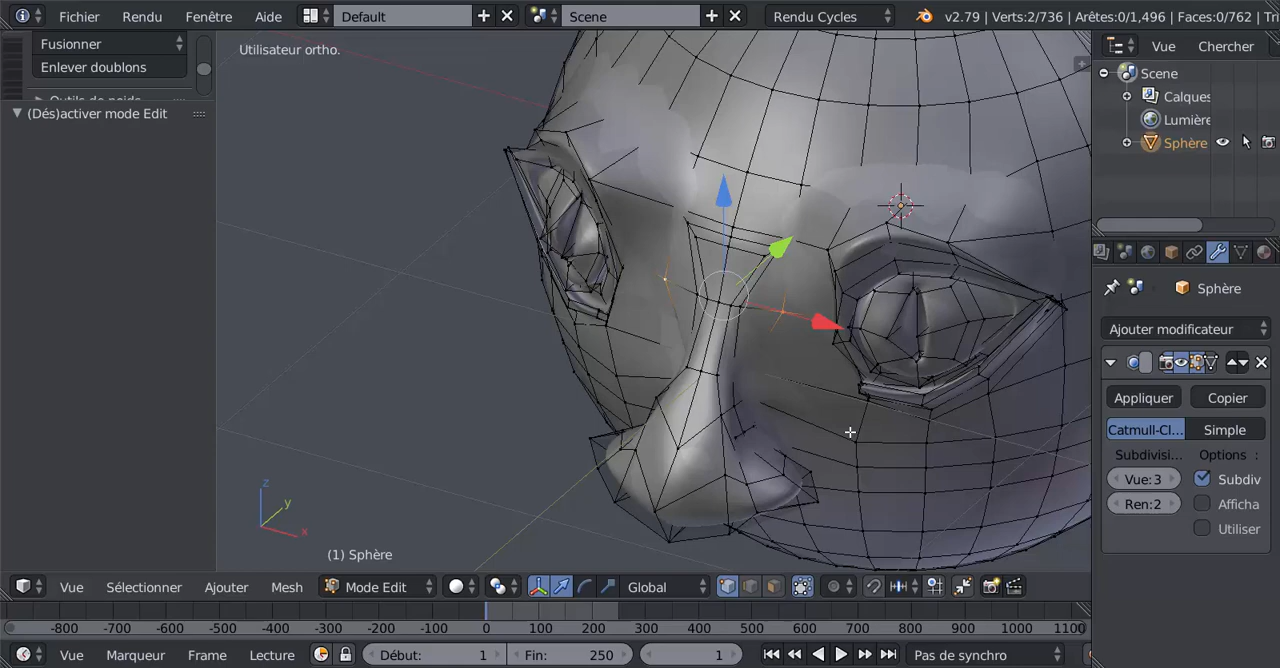 Fichier Rendu Fenêtre Aide Default Scene Rendu Cycles v2.79 | Verts:2/736 | Arêtes:0/1,496 | Faces:0/762 | Tri
Fusionner
Enlever doublons
(Dés)activer mode Edit
Utilisateur ortho.
z
y
x
(1) Sphère
Vue Chercher
Scene
Calques
Lumière
Sphère
Sphère
Ajouter modificateur
Appliquer Copier
Catmull-Cl... Simple
Subdivisi... Options :
Vue:3 Subdiv
Ren:2 Afficha
Utiliser
Vue Sélectionner Ajouter Mesh Mode Edit Global
-800 -700 -600 -500 -400 -300 -200 -100 0 100 200 300 400 500 600 700 800 900 1000 1100
Vue Marqueur Frame Lecture Début: 1 Fin: 250 1 Pas de synchro